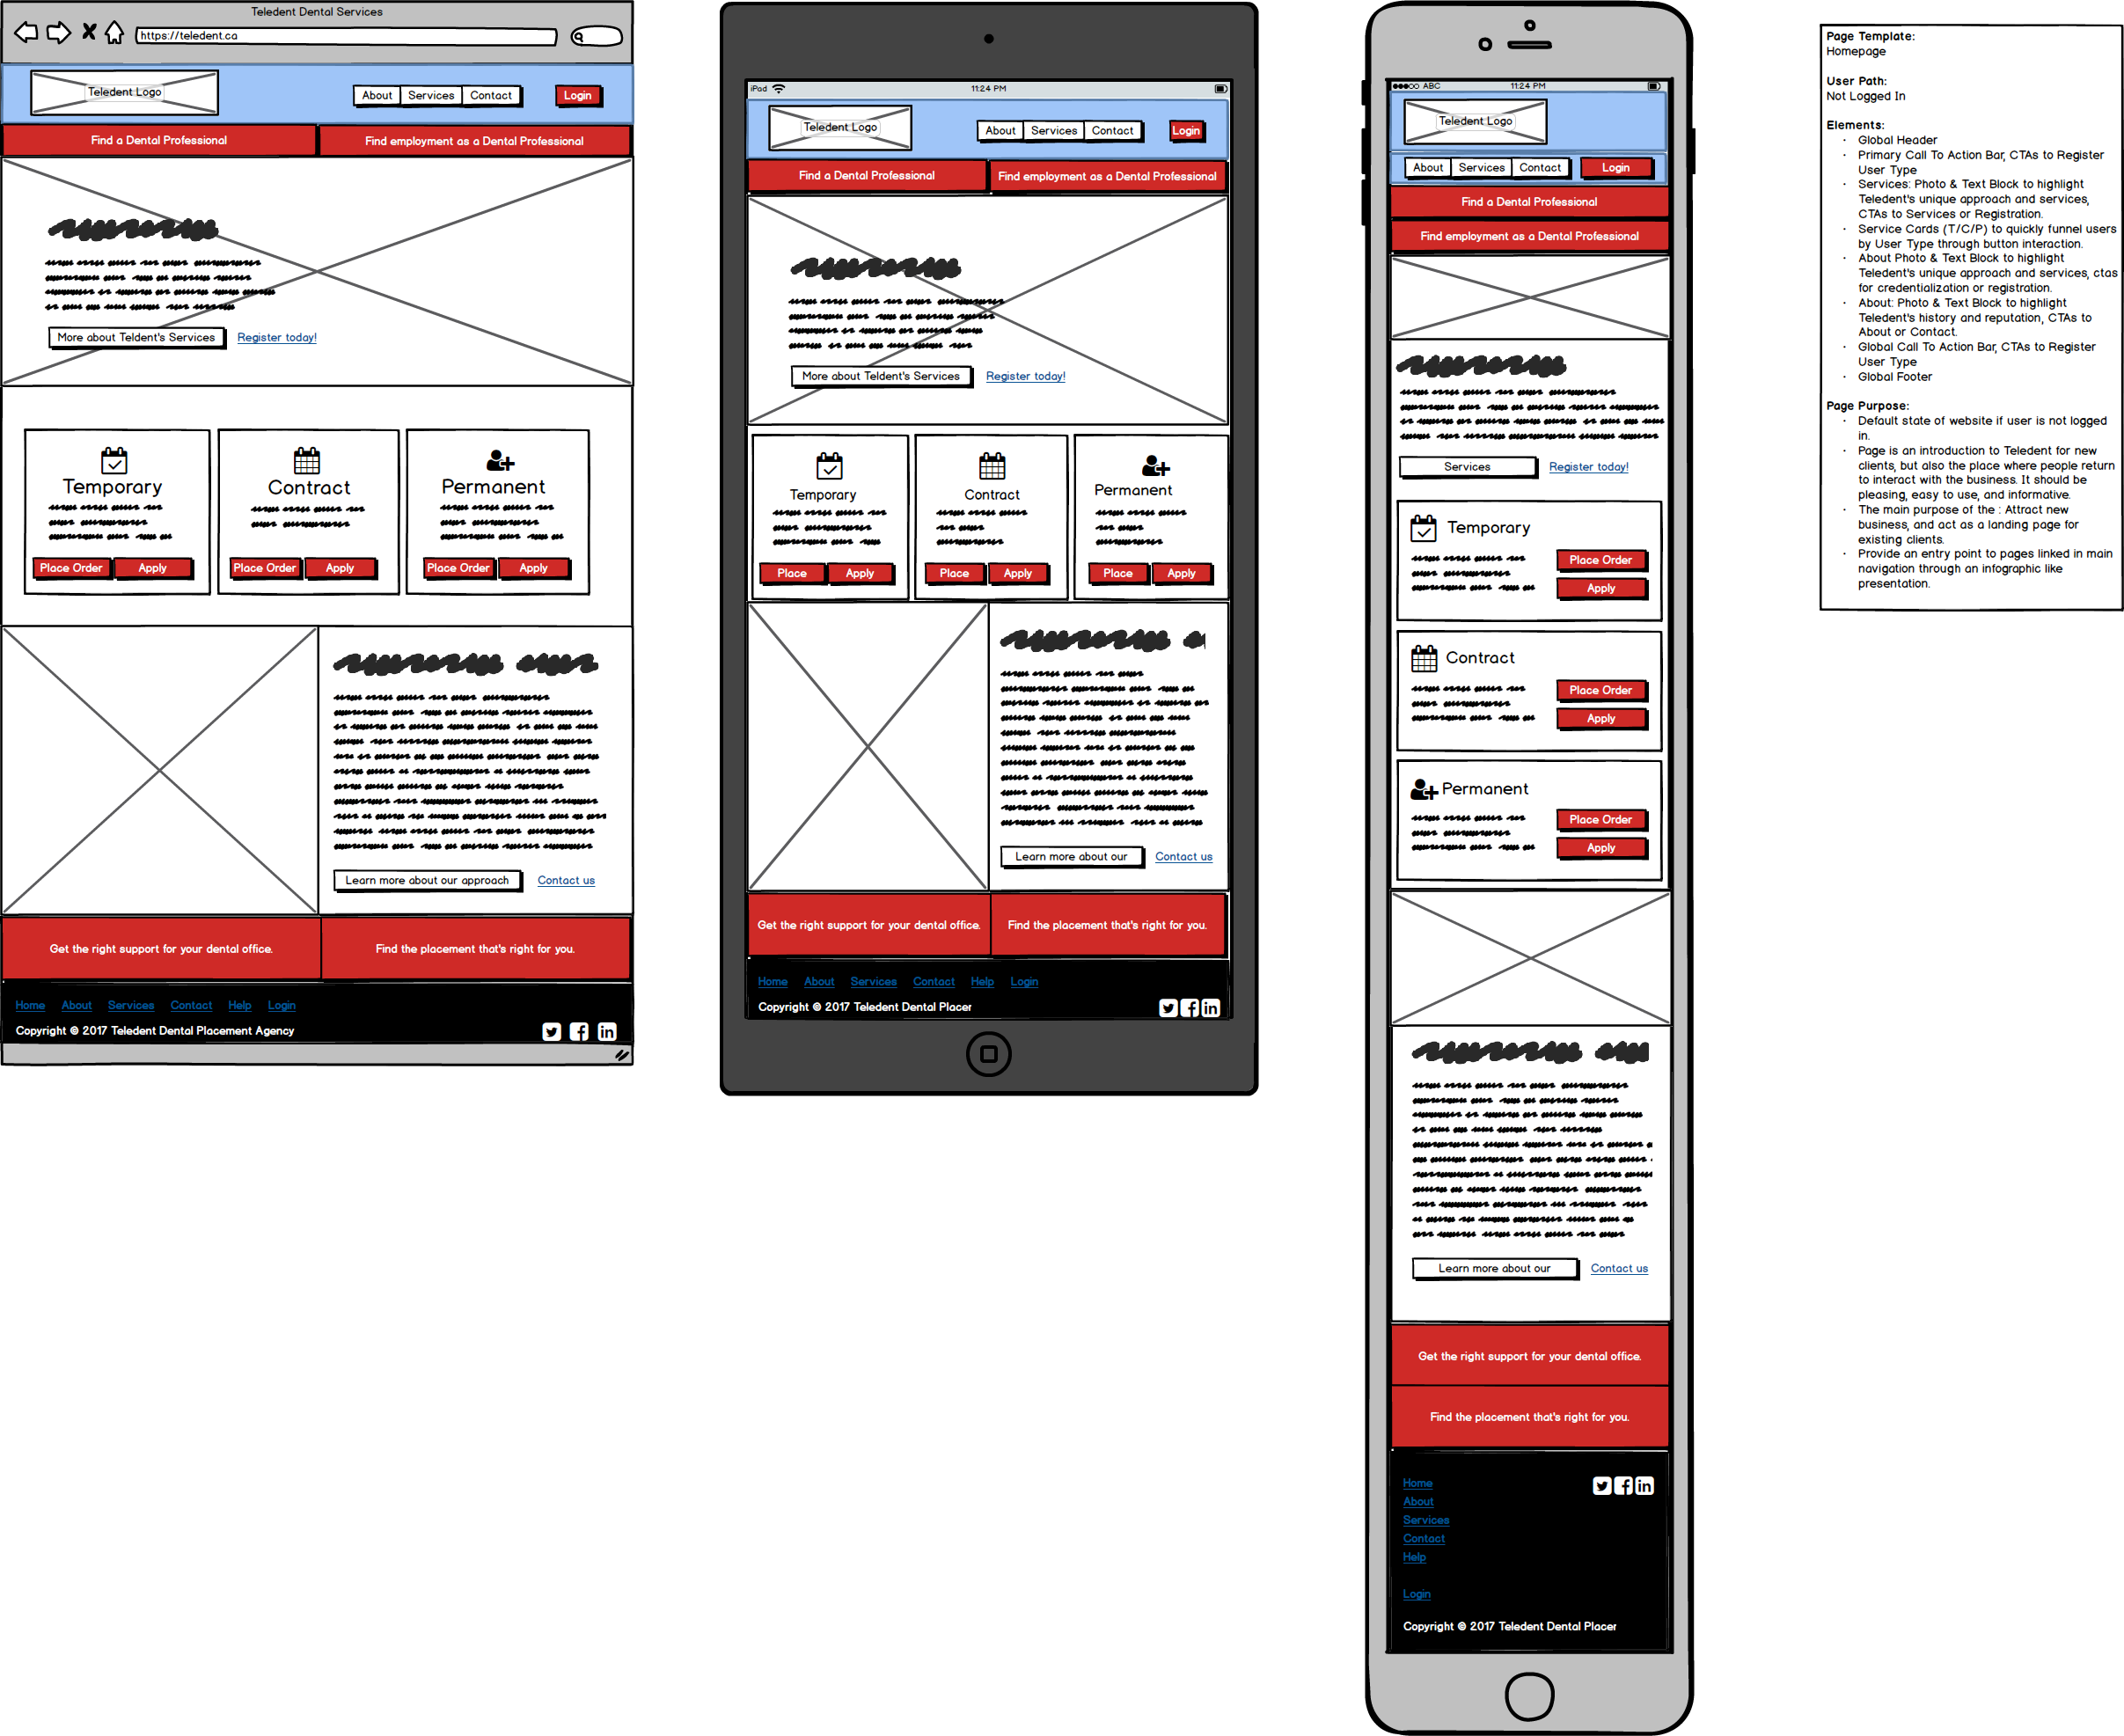 Teledent Dental Services
https://teledent.ca
Teledent Logo
About Services Contact Login
Find a Dental Professional Find employment as a Dental Professional
More about Teldent's Services Register today!
Temporary Contract Permanent
Place Order Apply Place Order Apply Place Order Apply
Learn more about our approach Contact us
Get the right support for your dental office. Find the placement that's right for you.
Home About Services Contact Help Login
Copyright © 2017 Teledent Dental Placement Agency
iPad 11:24 PM
Teledent Logo
About Services Contact Login
Find a Dental Professional Find employment as a Dental Professional
More about Teldent's Services Register today!
Temporary Contract Permanent
Place Apply Place Apply Place Apply
Learn more about our Contact us
Get the right support for your dental office. Find the placement that's right for you.
Home About Services Contact Help Login
Copyright © 2017 Teledent Dental Placer
ABC 11:24 PM
Teledent Logo
About Services Contact Login
Find a Dental Professional
Find employment as a Dental Professional
Services Register today!
Temporary
Place Order
Apply
Contract
Place Order
Apply
Permanent
Place Order
Apply
Learn more about our Contact us
Get the right support for your dental office.
Find the placement that's right for you.
Home
About
Services
Contact
Help
Login
Copyright © 2017 Teledent Dental Placer
Page Template:
Homepage
User Path:
Not Logged In
Elements:
· Global Header
· Primary Call To Action Bar, CTAs to Register
User Type
· Services: Photo & Text Block to highlight
Teledent's unique approach and services,
CTAs to Services or Registration.
· Service Cards (T/C/P) to quickly funnel users
by User Type through button interaction.
· About Photo & Text Block to highlight
Teledent's unique approach and services, ctas
for credentialization or registration.
· About: Photo & Text Block to highlight
Teledent's history and reputation, CTAs to
About or Contact.
· Global Call To Action Bar, CTAs to Register
User Type
· Global Footer
Page Purpose:
· Default state of website if user is not logged
in.
· Page is an introduction to Teledent for new
clients, but also the place where people return
to interact with the business. It should be
pleasing, easy to use, and informative.
· The main purpose of the : Attract new
business, and act as a landing page for
existing clients.
· Provide an entry point to pages linked in main
navigation through an infographic like
presentation.